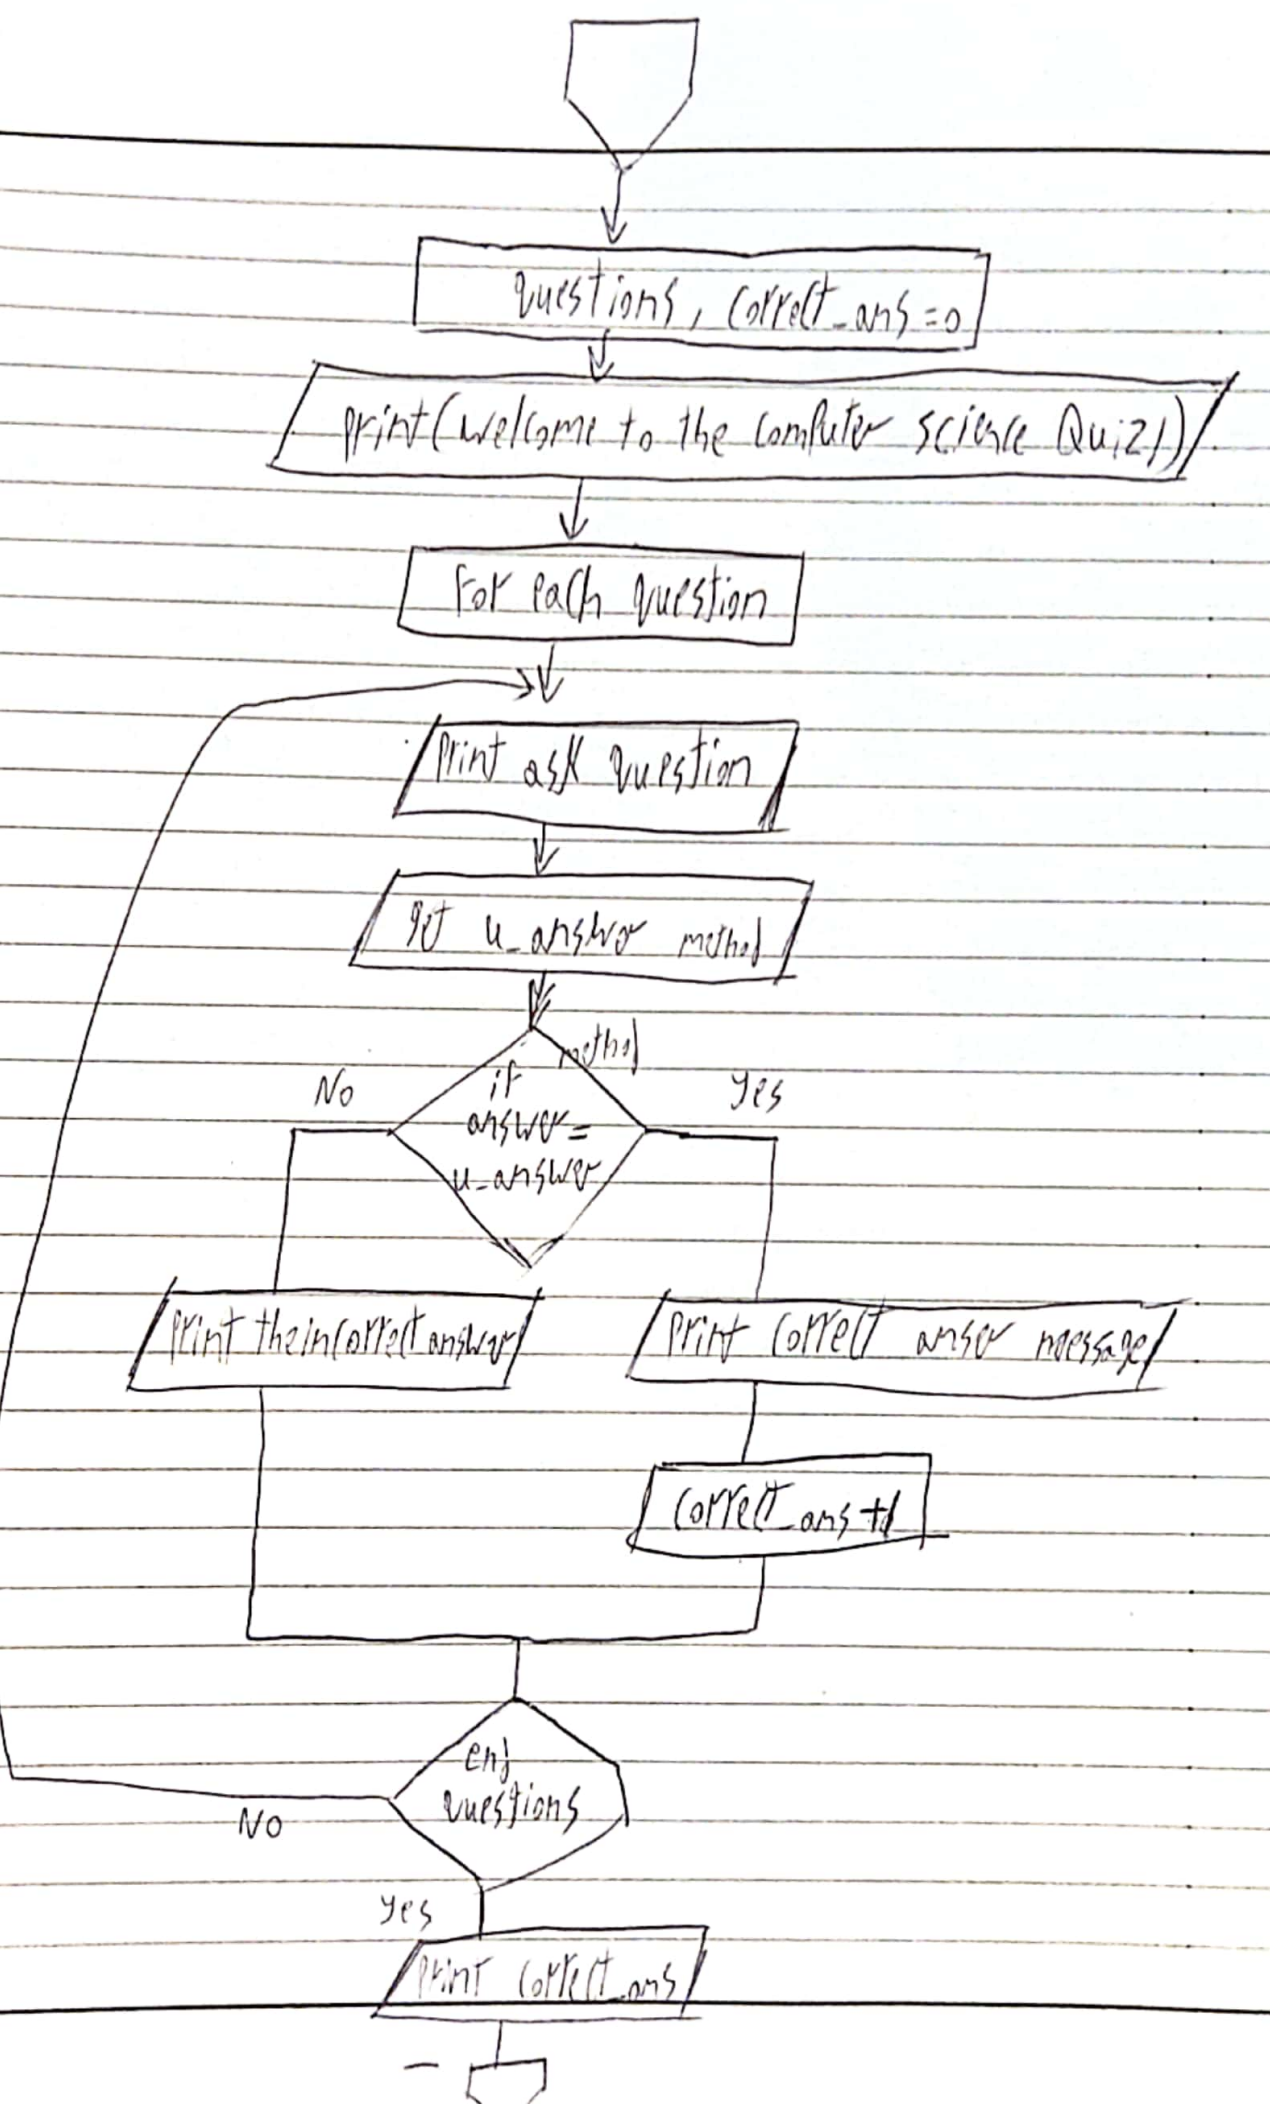 questions, correct_ans=0
print(welcome to the computer science Quiz!)
For each question
print ask question
get u_answer method
method
No
if
yes
answer=
u_answer
print the incorrect answer
print correct anser message
correct_ans +1
end
questions
No
yes
print correct_ans